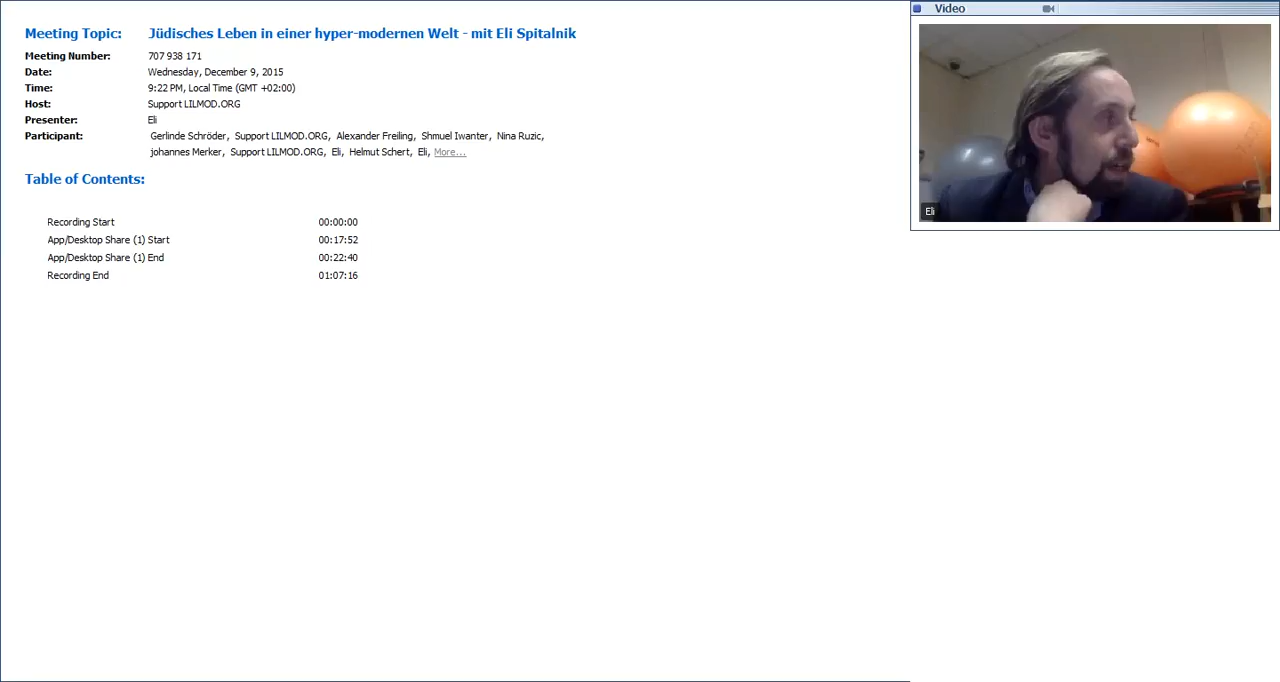 Meeting Topic: Jüdisches Leben in einer hyper-modernen Welt - mit Eli Spitalnik
Meeting Number: 707 938 171
Date: Wednesday, December 9, 2015
Time: 9:22 PM, Local Time (GMT +02:00)
Host: Support LILMOD.ORG
Presenter: Eli
Participant: Gerlinde Schröder, Support LILMOD.ORG, Alexander Freiling, Shmuel Iwanter, Nina Ruzic,
johannes Merker, Support LILMOD.ORG, Eli, Helmut Schert, Eli, More...
Table of Contents:
Recording Start 00:00:00
App/Desktop Share (1) Start 00:17:52
App/Desktop Share (1) End 00:22:40
Recording End 01:07:16
Video
Eli